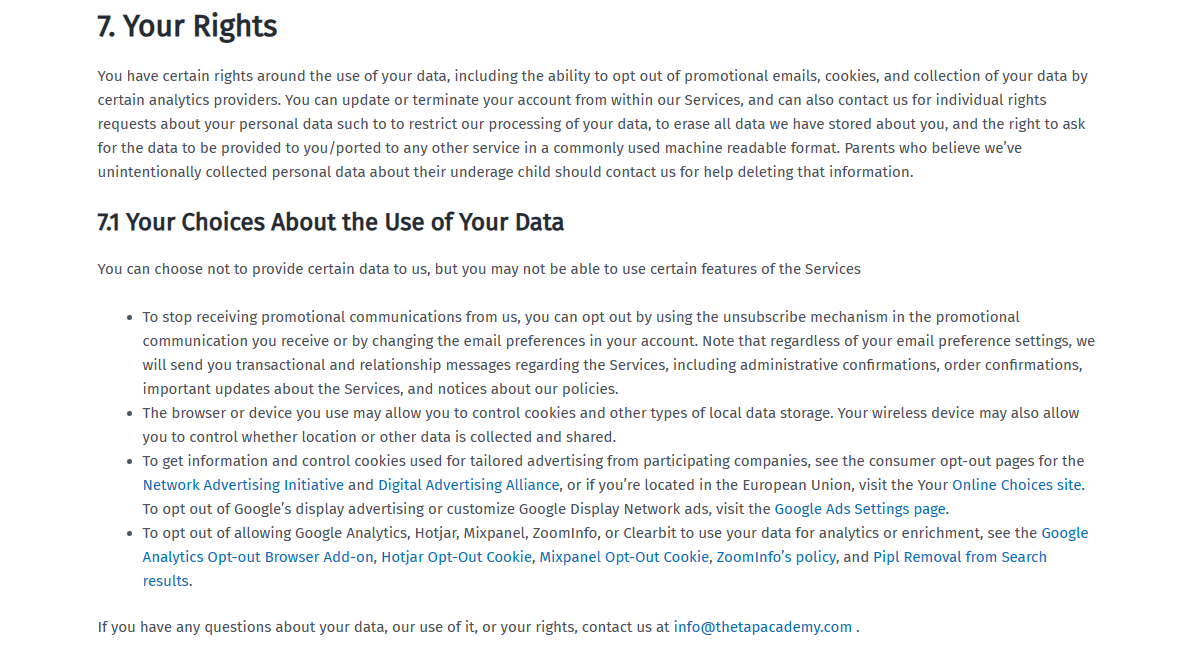 7. Your Rights
You have certain rights around the use of your data, including the ability to opt out of promotional emails, cookies, and collection of your data by
certain analytics providers. You can update or terminate your account from within our Services, and can also contact us for individual rights
requests about your personal data such to to restrict our processing of your data, to erase all data we have stored about you, and the right to ask
for the data to be provided to you/ported to any other service in a commonly used machine readable format. Parents who believe we’ve
unintentionally collected personal data about their underage child should contact us for help deleting that information.
7.1 Your Choices About the Use of Your Data
You can choose not to provide certain data to us, but you may not be able to use certain features of the Services
• To stop receiving promotional communications from us, you can opt out by using the unsubscribe mechanism in the promotional
communication you receive or by changing the email preferences in your account. Note that regardless of your email preference settings, we
will send you transactional and relationship messages regarding the Services, including administrative confirmations, order confirmations,
important updates about the Services, and notices about our policies.
• The browser or device you use may allow you to control cookies and other types of local data storage. Your wireless device may also allow
you to control whether location or other data is collected and shared.
• To get information and control cookies used for tailored advertising from participating companies, see the consumer opt-out pages for the
Network Advertising Initiative and Digital Advertising Alliance, or if you’re located in the European Union, visit the Your Online Choices site.
To opt out of Google’s display advertising or customize Google Display Network ads, visit the Google Ads Settings page.
• To opt out of allowing Google Analytics, Hotjar, Mixpanel, ZoomInfo, or Clearbit to use your data for analytics or enrichment, see the Google
Analytics Opt-out Browser Add-on, Hotjar Opt-Out Cookie, Mixpanel Opt-Out Cookie, ZoomInfo’s policy, and Pipl Removal from Search
results.
If you have any questions about your data, our use of it, or your rights, contact us at info@thetapacademy.com .